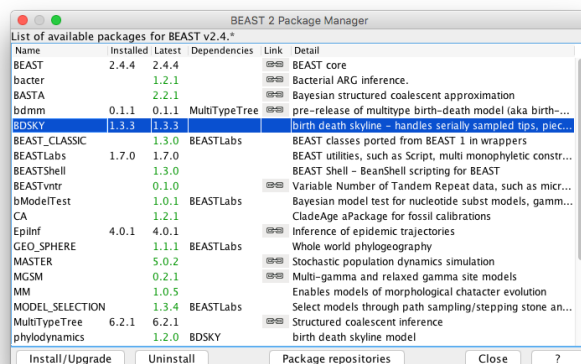 BEAST 2 Package Manager
List of available packages for BEAST v2.4.*
Name Installed Latest Dependencies Link Detail
BEAST 2.4.4 2.4.4 BEAST core
bacter 1.2.1 Bacterial ARG inference.
BASTA 2.2.1 Bayesian structured coalescent approximation
bdmm 0.1.1 0.1.1 MultiTypeTree pre-release of multitype birth-death model (aka birth-...
BDSKY 1.3.3 1.3.3 birth death skyline - handles serially sampled tips, piec...
BEAST_CLASSIC 1.3.0 BEASTLabs BEAST classes ported from BEAST 1 in wrappers
BEASTLabs 1.7.0 1.7.0 BEAST utilities, such as Script, multi monophyletic constr...
BEASTShell 1.3.0 BEAST Shell - BeanShell scripting for BEAST
BEASTvntr 0.1.0 Variable Number of Tandem Repeat data, such as micr...
bModelTest 1.0.1 BEASTLabs Bayesian model test for nucleotide subst models, gamm...
CA 1.2.1 CladeAge aPackage for fossil calibrations
EpiInf 4.0.1 4.0.1 Inference of epidemic trajectories
GEO_SPHERE 1.1.1 BEASTLabs Whole world phylogeography
MASTER 5.0.2 Stochastic population dynamics simulation
MGSM 0.2.1 Multi-gamma and relaxed gamma site models
MM 1.0.5 Enables models of morphological chatacter evolution
MODEL_SELECTION 1.3.4 BEASTLabs Select models through path sampling/stepping stone an...
MultiTypeTree 6.2.1 6.2.1 Structured coalescent inference
phylodynamics 1.2.0 BDSKY birth death skyline model
Install/Upgrade Uninstall Package repositories Close ?